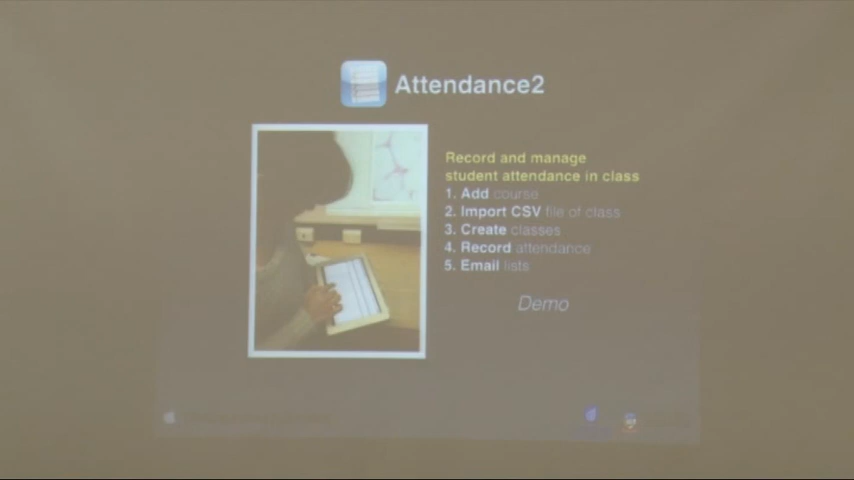 Attendance2
Record and manage
student attendance in class
1. Add course
2. Import CSV file of class
3. Create classes
4. Record attendance
5. Email lists
Demo